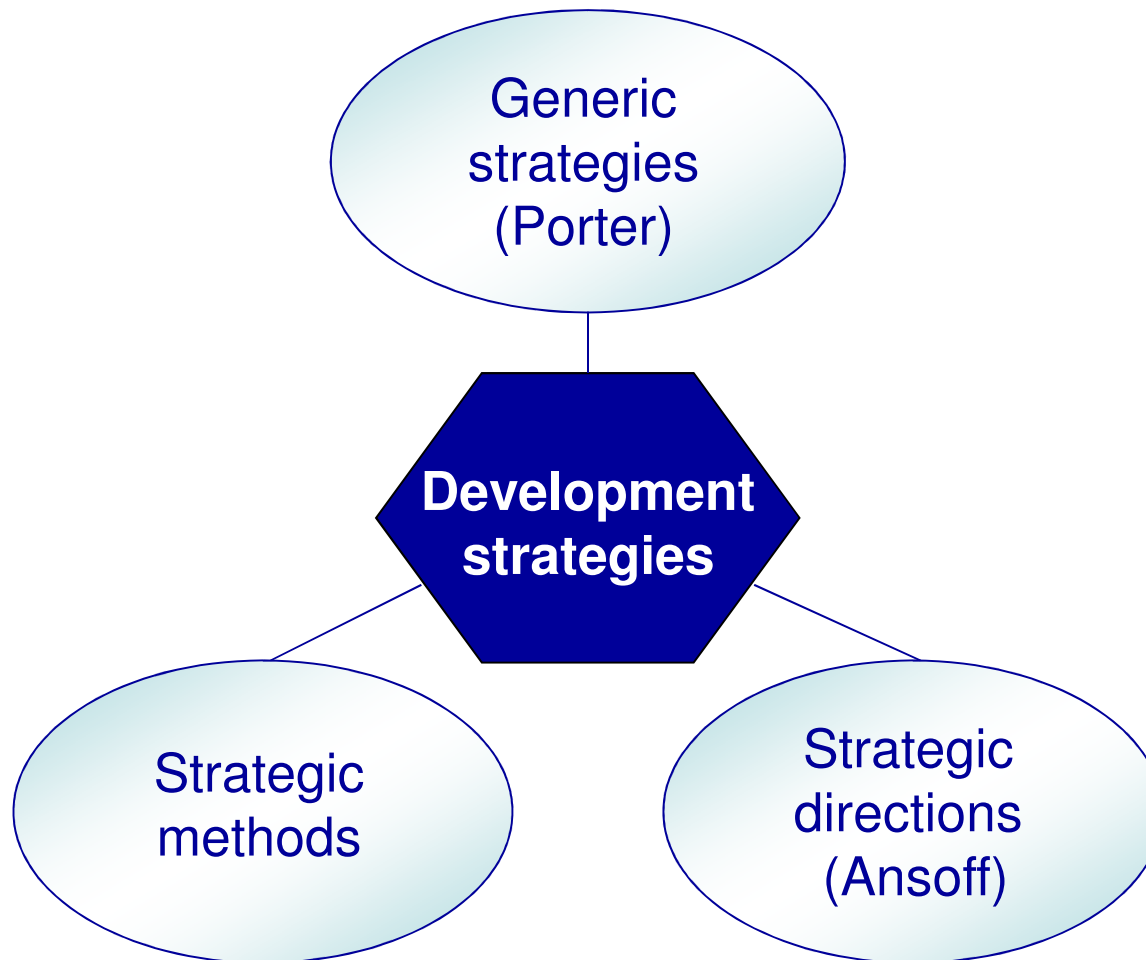 Generic
strategies
(Porter)
Development
strategies
Strategic
methods
Strategic
directions
(Ansoff)